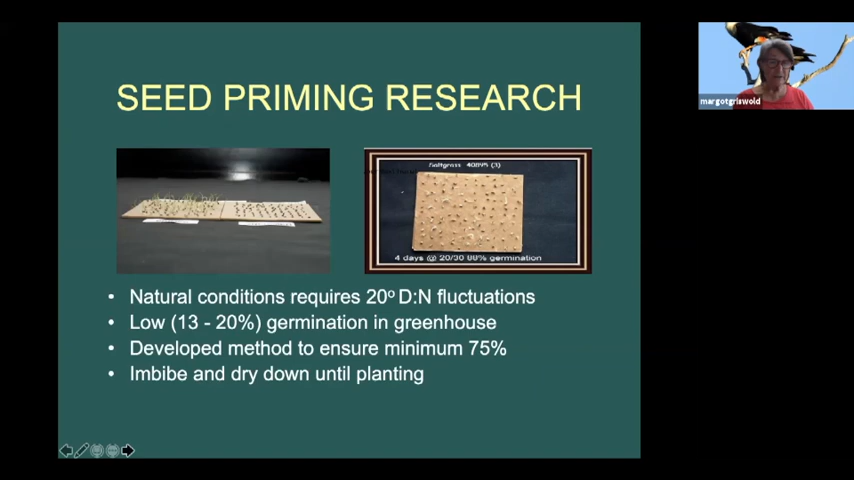 SEED PRIMING RESEARCH
4 days @ 20/30 88% germination
• Natural conditions requires 20º D:N fluctuations
• Low (13 - 20%) germination in greenhouse
• Developed method to ensure minimum 75%
• Imbibe and dry down until planting
margotgriswold